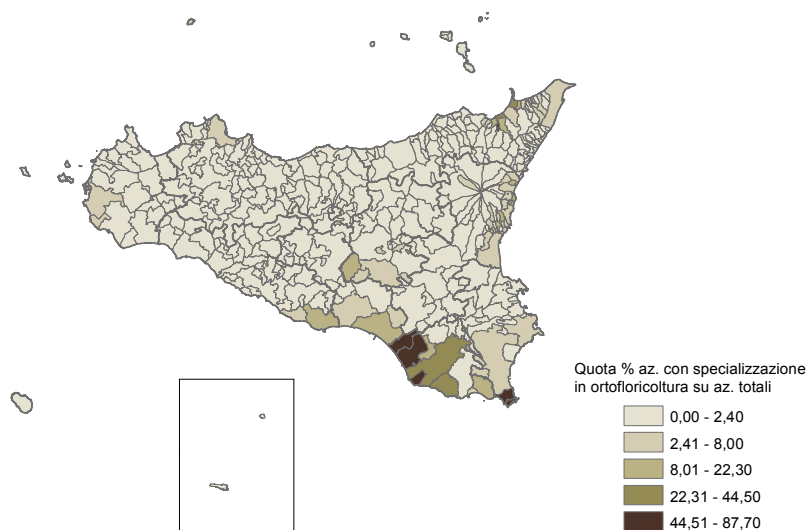 Quota % az. con specializzazione
in ortofloricoltura su az. totali
0,00 - 2,40
2,41 - 8,00
8,01 - 22,30
22,31 - 44,50
44,51 - 87,70